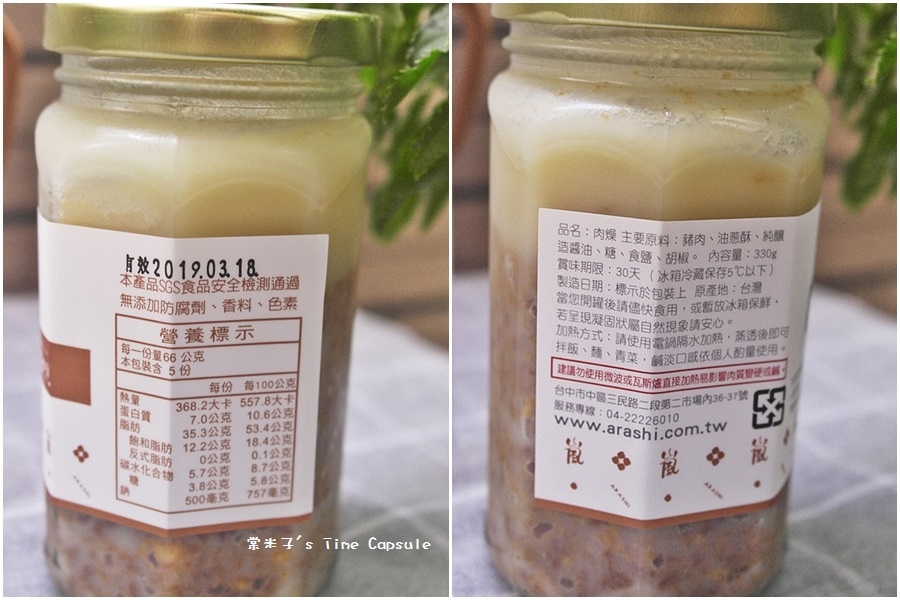 有效2019.03.18
本產品SGS食品安全檢測通過
無添加防腐劑、香料、色素
營養標示
每一份量66 公克
本包裝含 5 份
每份 每100公克
熱量 368.2大卡 557.8大卡
蛋白質 7.0公克 10.6公克
脂肪 35.3公克 53.4公克
飽和脂肪 12.2公克 18.4公克
反式脂肪 0公克 0.1公克
碳水化合物 5.7公克 8.7公克
糖 3.8公克 5.8公克
鈉 500毫克 757毫克
ARASHI
棠米子's Time Capsule
品名：肉燥 主要原料：豬肉、油蔥酥、純釀
造醬油、糖、食鹽、胡椒。 內容量：330g
賞味期限：30天 （冰箱冷藏保存5℃以下）
製造日期：標示於包裝上 原產地：台灣
當您開罐後請儘快食用，或暫放冰箱保鮮，
若呈現凝固狀屬自然現象請安心。
加熱方式：請使用電鍋隔水加熱，蒸透後即可
拌飯、麵、青菜，鹹淡口感依個人酌量使用。
建議勿使用微波或瓦斯爐直接加熱易影響肉質變硬或鹹。
台中市中區三民路二段第二市場內36-37號
服務專線：04-22226010
www.arashi.com.tw
嵐 嵐 嵐
ARASHI ARASHI